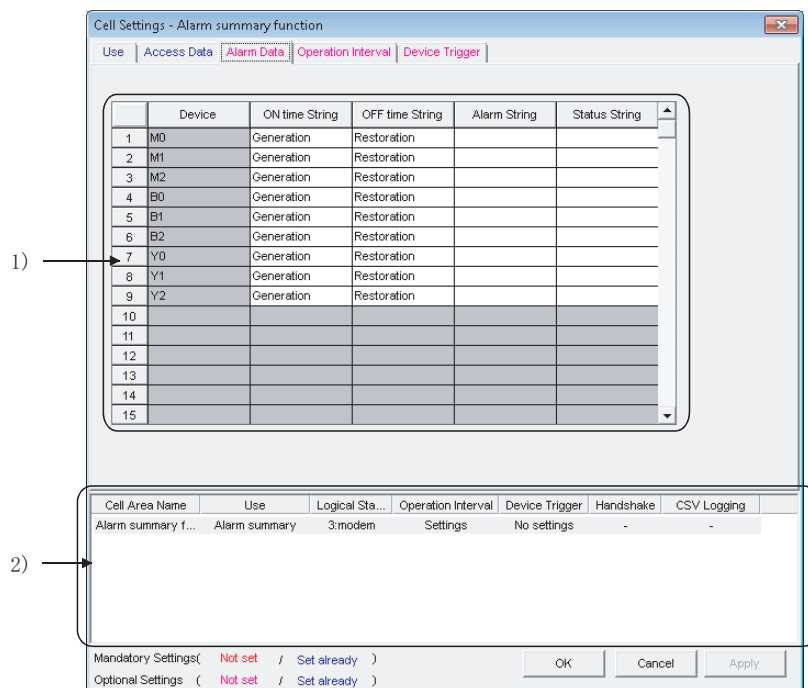 Cell Settings - Alarm summary function
Use Access Data Alarm Data Operation Interval Device Trigger
Device ON time String OFF time String Alarm String Status String
1 M0 Generation Restoration
2 M1 Generation Restoration
3 M2 Generation Restoration
4 B0 Generation Restoration
5 B1 Generation Restoration
6 B2 Generation Restoration
1) 7 Y0 Generation Restoration
8 Y1 Generation Restoration
9 Y2 Generation Restoration
10
11
12
13
14
15
Cell Area Name Use Logical Sta... Operation Interval Device Trigger Handshake CSV Logging
Alarm summary f... Alarm summary 3:modem Settings No settings - -
2)
Mandatory Settings( Not set / Set already )
OK Cancel Apply
Optional Settings ( Not set / Set already )